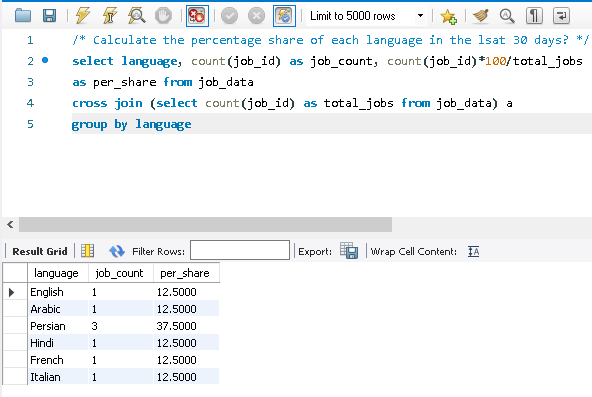 Limit to 5000 rows
1 /* Calculate the percentage share of each language in the lsat 30 days? */
2 select language, count(job_id) as job_count, count(job_id)*100/total_jobs
3 as per_share from job_data
4 cross join (select count(job_id) as total_jobs from job_data) a
5 group by language
Result Grid Filter Rows: Export: Wrap Cell Content:
language job_count per_share
English 1 12.5000
Arabic 1 12.5000
Persian 3 37.5000
Hindi 1 12.5000
French 1 12.5000
Italian 1 12.5000